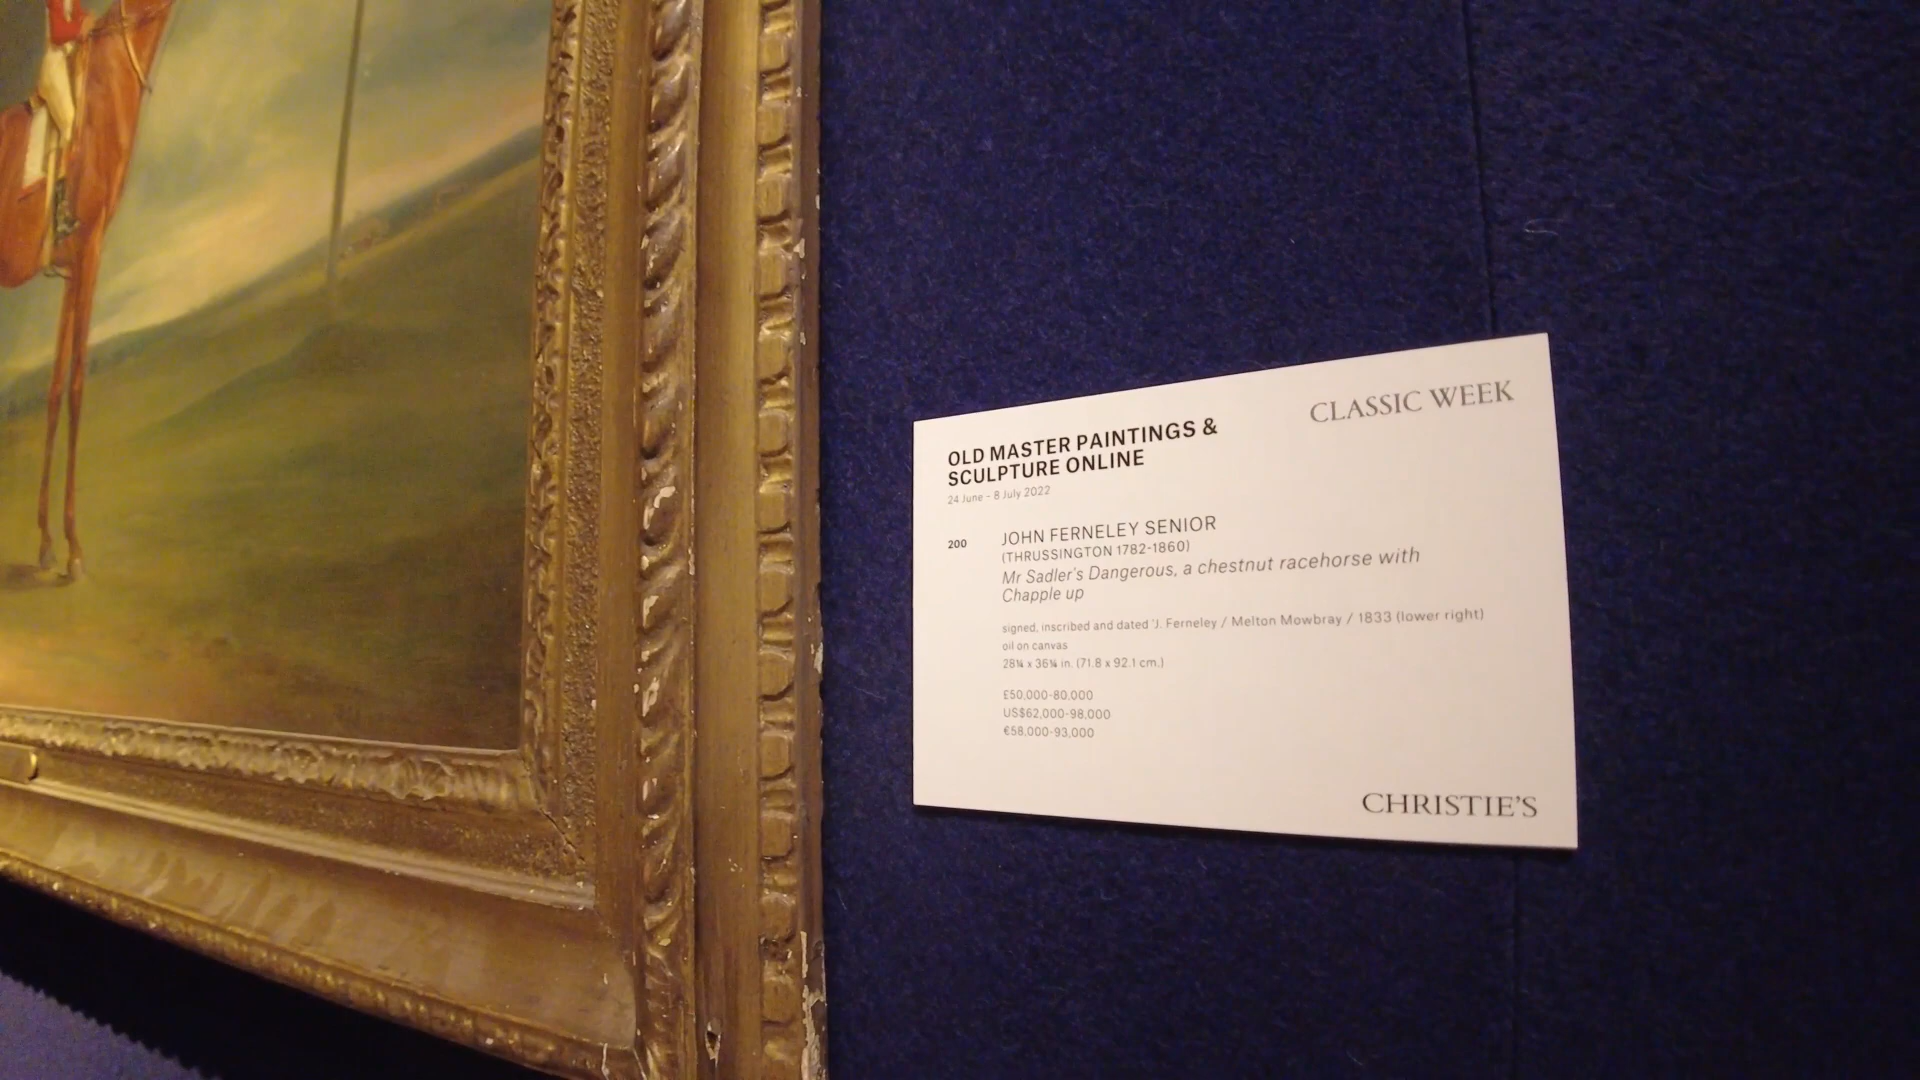 CLASSIC WEEK
OLD MASTER PAINTINGS &
SCULPTURE ONLINE
24 June - 8 July 2022
200
JOHN FERNELEY SENIOR
(THRUSSINGTON 1782-1860)
Mr Sadler's Dangerous, a chestnut racehorse with
Chapple up
signed, inscribed and dated 'J. Ferneley / Melton Mowbray / 1833 (lower right)
oil on canvas
28¼ x 36¼ in. (71.8 x 92.1 cm.)
£50,000-80,000
US$62,000-98,000
€58,000-93,000
CHRISTIE'S